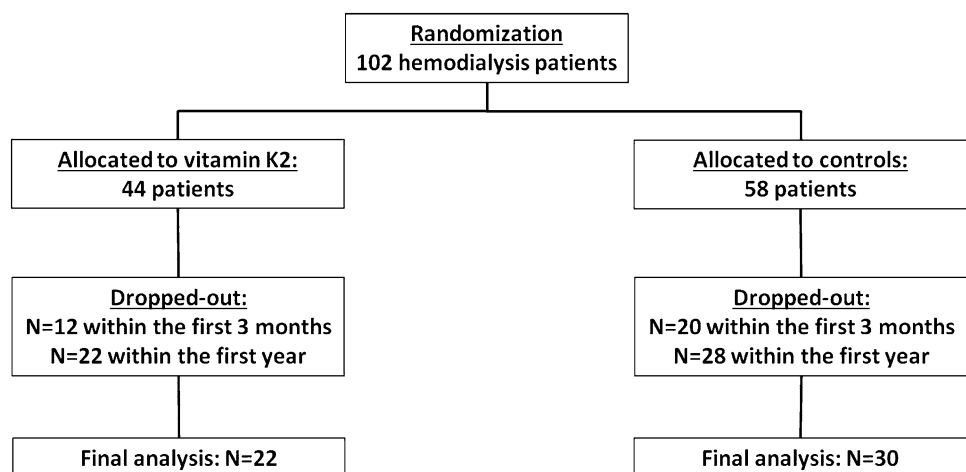 Randomization
102 hemodialysis patients
Allocated to vitamin K2:
44 patients
Allocated to controls:
58 patients
Dropped-out:
N=12 within the first 3 months
N=22 within the first year
Dropped-out:
N=20 within the first 3 months
N=28 within the first year
Final analysis: N=22
Final analysis: N=30